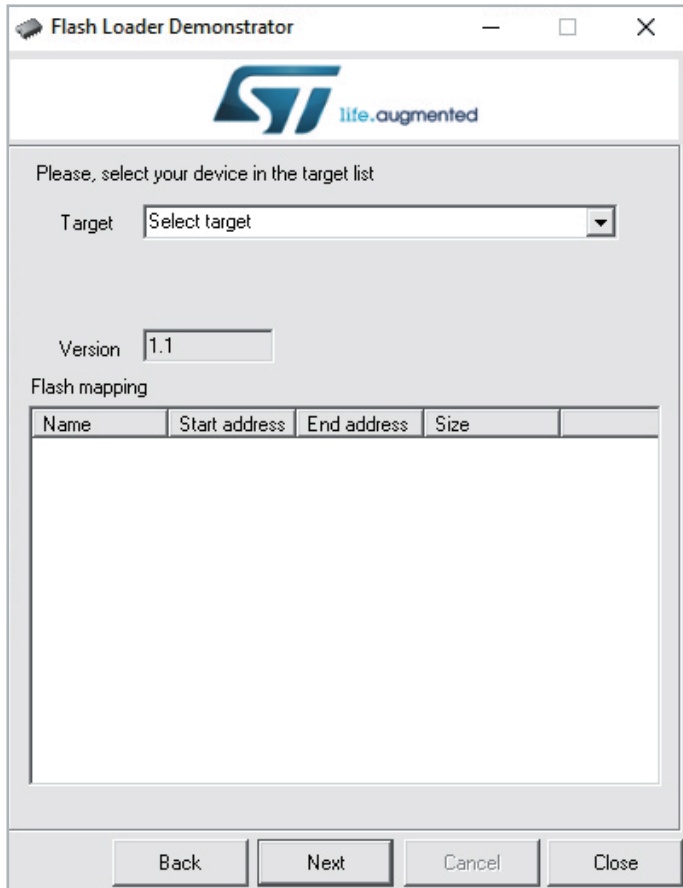 Flash Loader Demonstrator
ST life.augmented
Please, select your device in the target list
Target Select target
Version 1.1
Flash mapping
Name Start address End address Size
Back Next Cancel Close